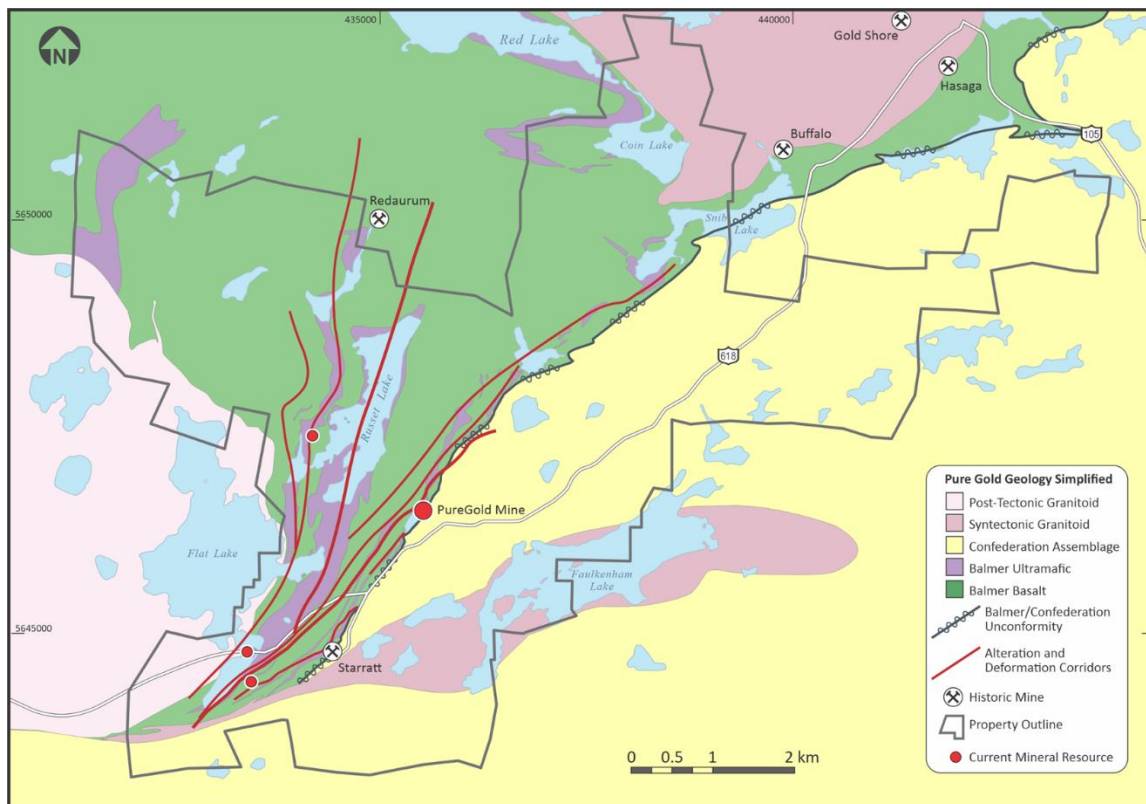 435000
440000
N
Red Lake
Gold Shore
Hasaga
Buffalo
105
Coin Lake
Redaurum
5650000
Snib
Lake
618
Russet Lake
PureGold Mine
Flat Lake
Faulkenham
Lake
5645000
Starratt
Pure Gold Geology Simplified
Post-Tectonic Granitoid
Syntectonic Granitoid
Confederation Assemblage
Balmer Ultramafic
Balmer Basalt
Balmer/Confederation
Unconformity
Alteration and
Deformation Corridors
Historic Mine
Property Outline
Current Mineral Resource
0 0.5 1 2 km